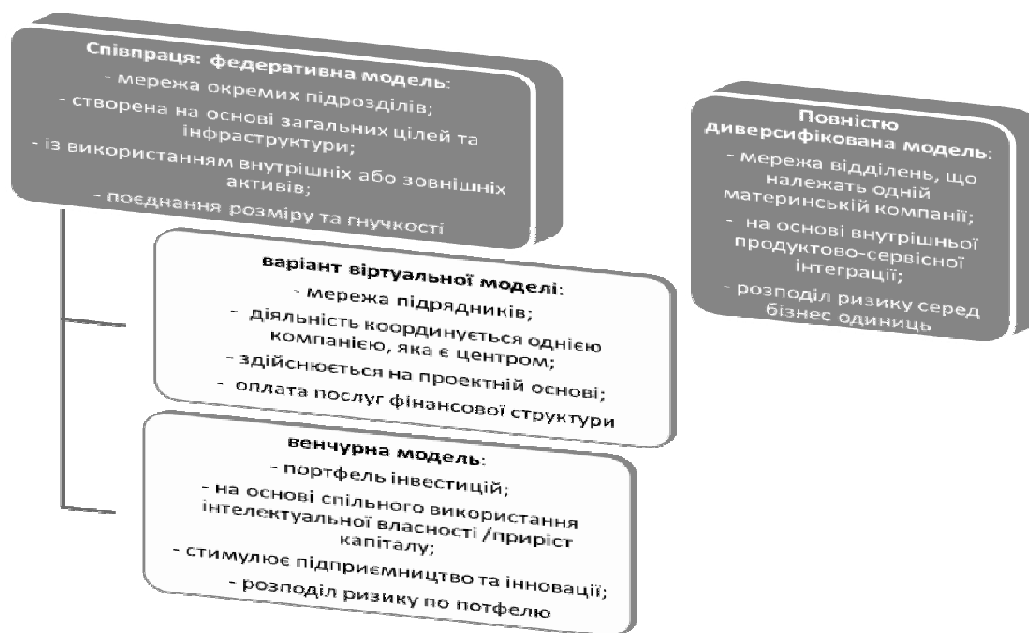 Співпраця: федеративна модель:
- мережа окремих підрозділів;
- створена на основі загальних цілей та
інфраструктури;
- із використанням внутрішніх або зовнішніх
активів;
- поєднання розміру та гнучкості
варіант віртуальної моделі:
- мережа підрядників;
- діяльність координується однією
компанією, яка є центром;
- здійснюється на проектній основі;
- оплата послуг фінансової структури
венчурна модель:
- портфель інвестицій;
- на основі спільного використання
інтелектуальної власності /приріст
капіталу;
- стимулює підприємництво та інновації;
- розподіл ризику по потфелю
Повністю
диверсифікована модель:
- мережа відділень, що
належать одній
материнській компанії;
- на основі внутрішньої
продуктово-сервісної
інтеграції;
- розподіл ризику серед
бізнес одиниць